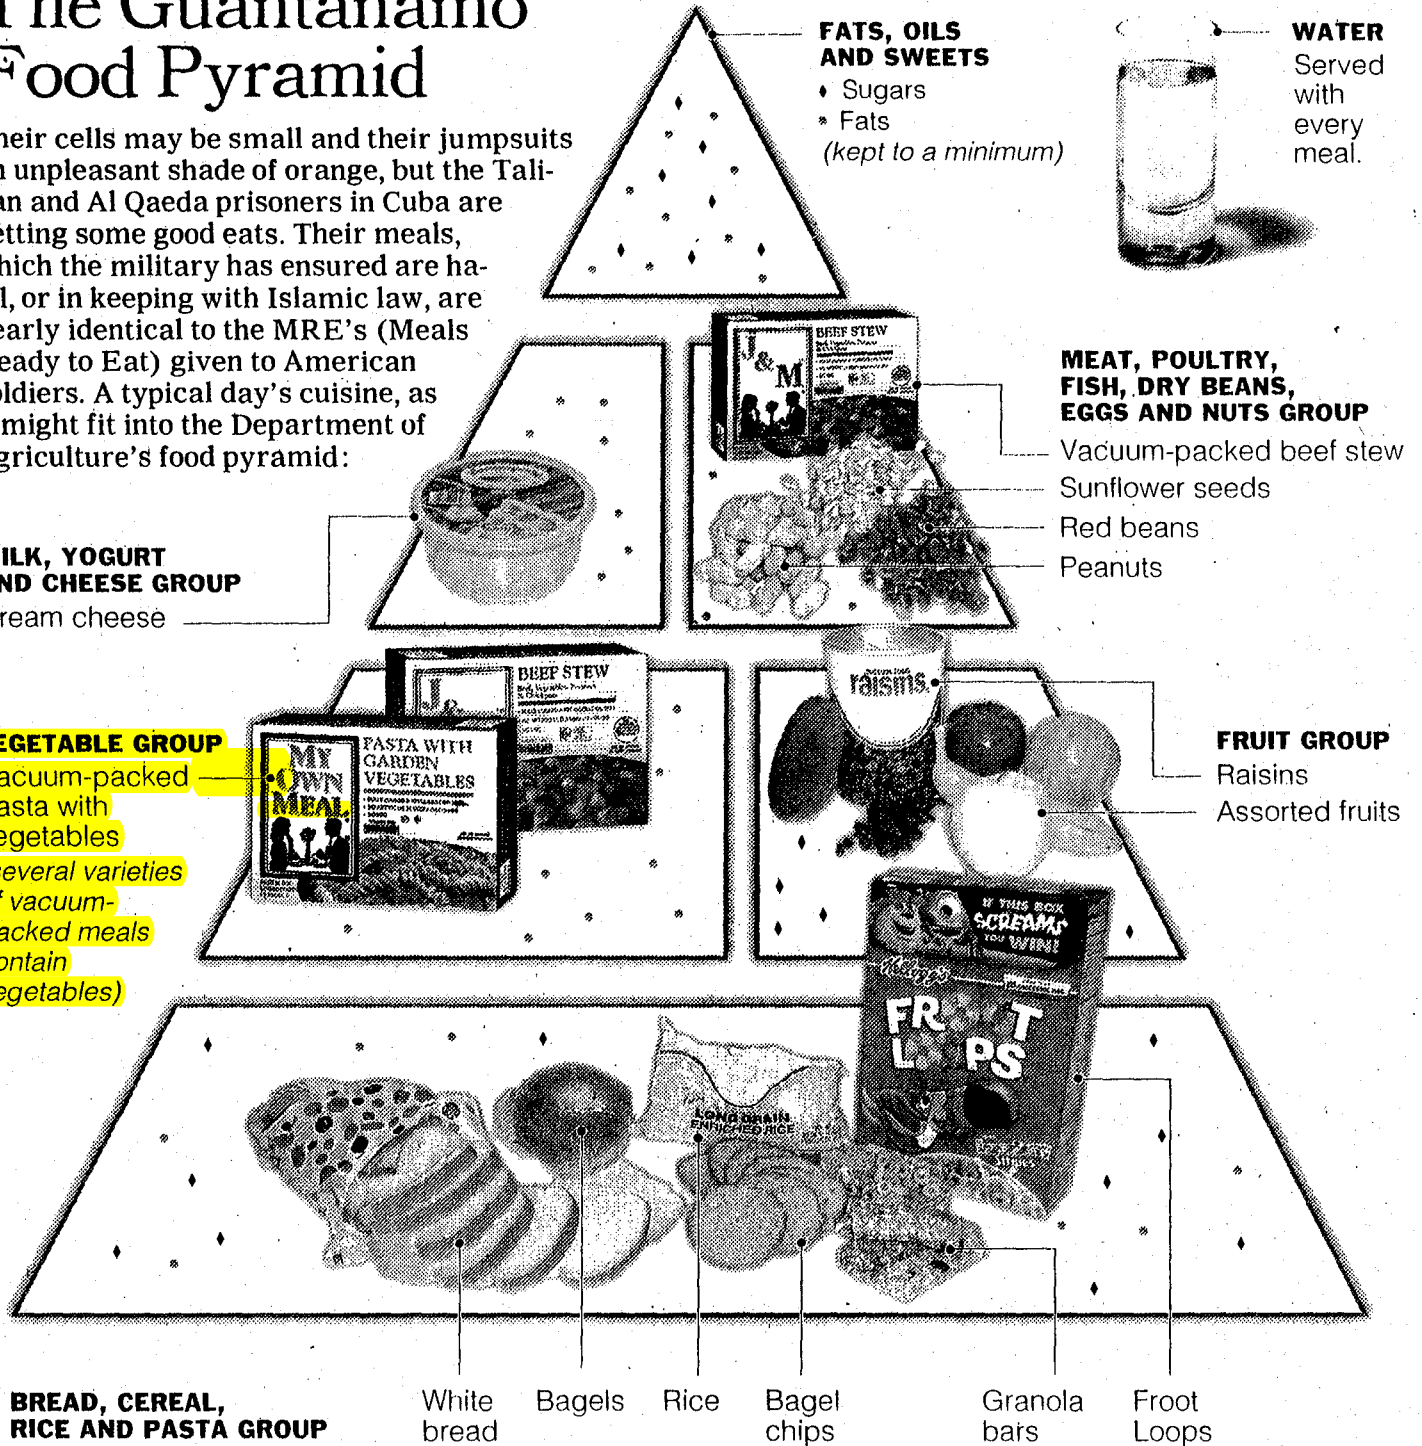 The Guantanamo
Food Pyramid
heir cells may be small and their jumpsuits
n unpleasant shade of orange, but the Tali-
an and Al Qaeda prisoners in Cuba are
etting some good eats. Their meals,
hich the military has ensured are ha-
l, or in keeping with Islamic law, are
early identical to the MRE's (Meals
eady to Eat) given to American
oldiers. A typical day's cuisine, as
might fit into the Department of
griculture's food pyramid:
FATS, OILS
AND SWEETS
♦ Sugars
• Fats
(kept to a minimum)
WATER
Served
with
every
meal.
MEAT, POULTRY,
FISH, DRY BEANS,
EGGS AND NUTS GROUP
Vacuum-packed beef stew
Sunflower seeds
Red beans
Peanuts
J&M
BEEF STEW
ILK, YOGURT
ND CHEESE GROUP
ream cheese
EGETABLE GROUP
acuum-packed
asta with
egetables
several varieties
f vacuum-
acked meals
ontain
egetables)
BEEF STEW
MY
OWN
MEAL
PASTA WITH
GARDEN
VEGETABLES
raisins
FRUIT GROUP
Raisins
Assorted fruits
IF THIS BOX
SCREAMS
YOU WIN!
Kellogg's
FROOT
LOOPS
LONG GRAIN
ENRICHED RICE
BREAD, CEREAL,
RICE AND PASTA GROUP
White
bread
Bagels
Rice
Bagel
chips
Granola
bars
Froot
Loops